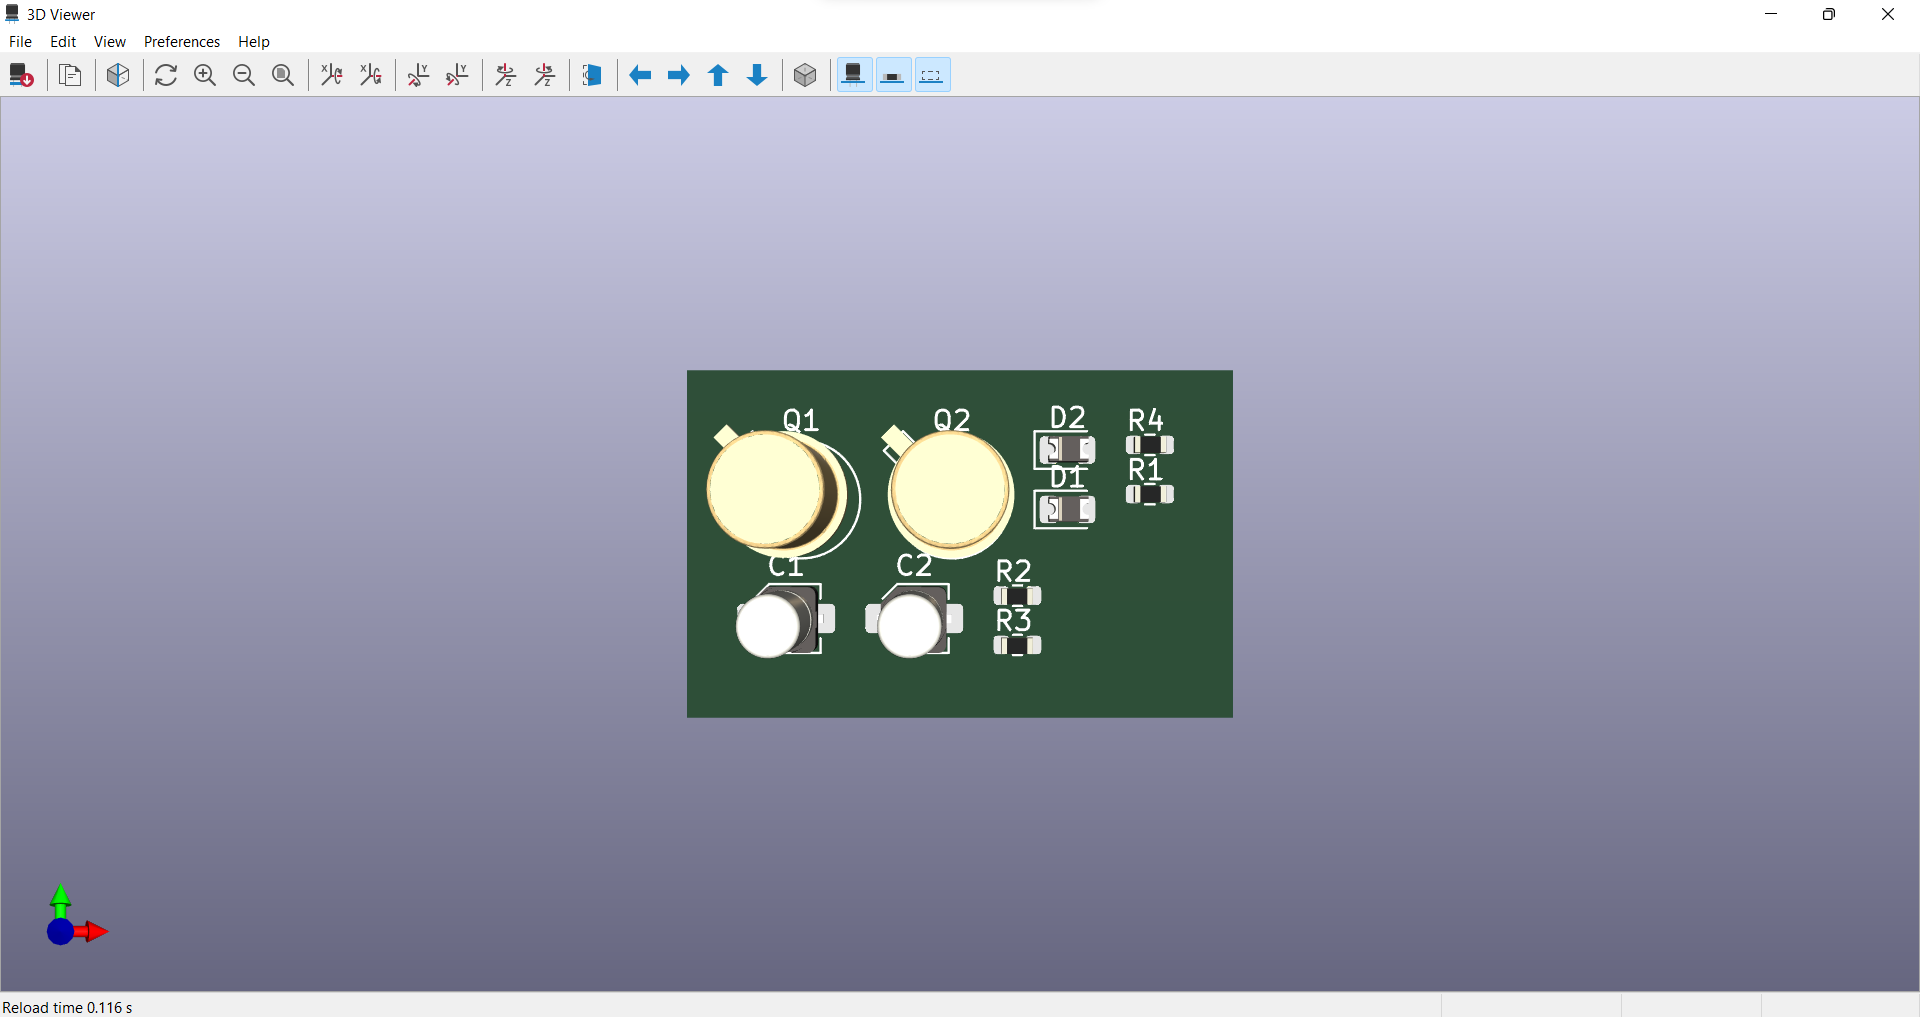 3D Viewer
File Edit View Preferences Help
X X Y Y Z Z
Q1 Q2 D2 R4
D1 R1
C1 C2 R2
R3
Reload time 0.116 s